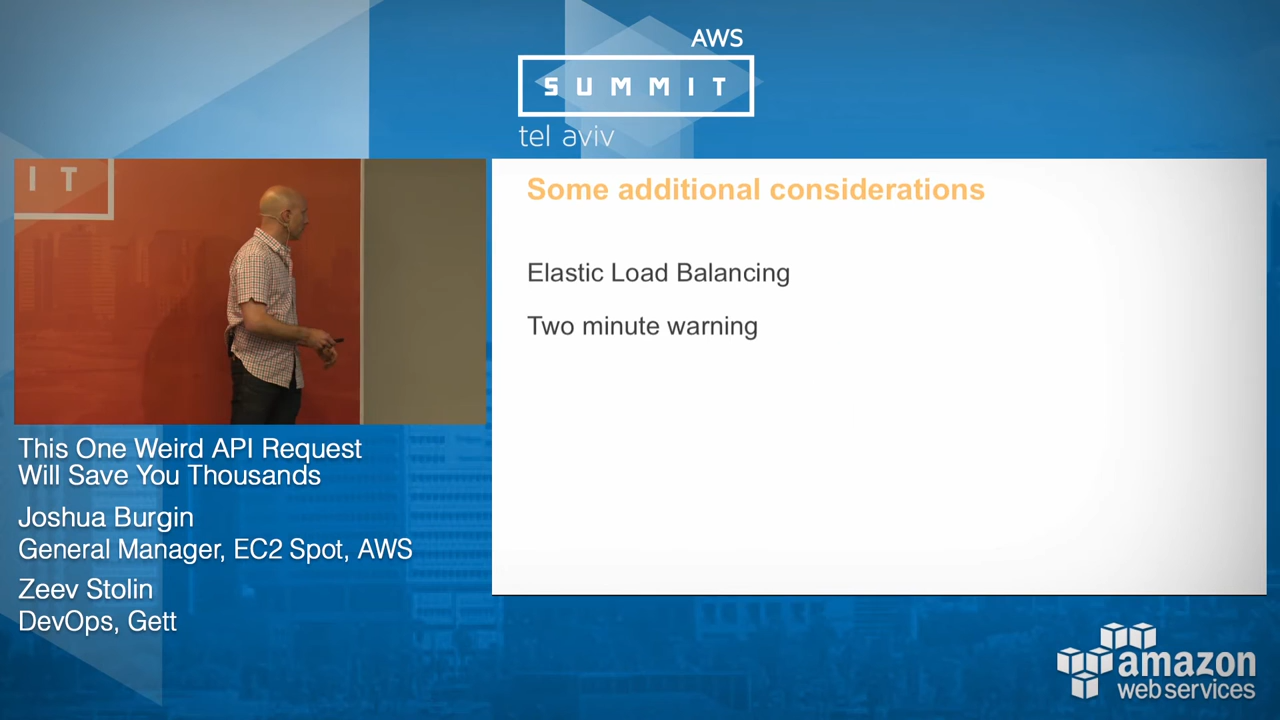 AWS
SUMMIT
tel aviv
I T
Some additional considerations
Elastic Load Balancing
Two minute warning
This One Weird API Request
Will Save You Thousands
Joshua Burgin
General Manager, EC2 Spot, AWS
Zeev Stolin
DevOps, Gett
amazon
web services